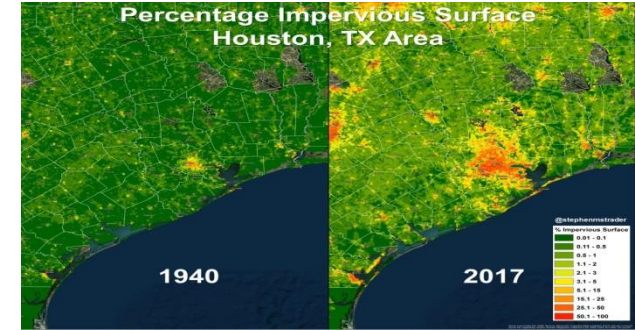 Percentage Impervious Surface
Houston, TX Area
1940
2017
@stephenmstrader
% Impervious Surface
0.01 - 0.1
0.11 - 0.5
0.5 - 1
1.1 - 2
2.1 - 3
3.1 - 5
5.1 - 15
15.1 - 25
25.1 - 50
50.1 - 100